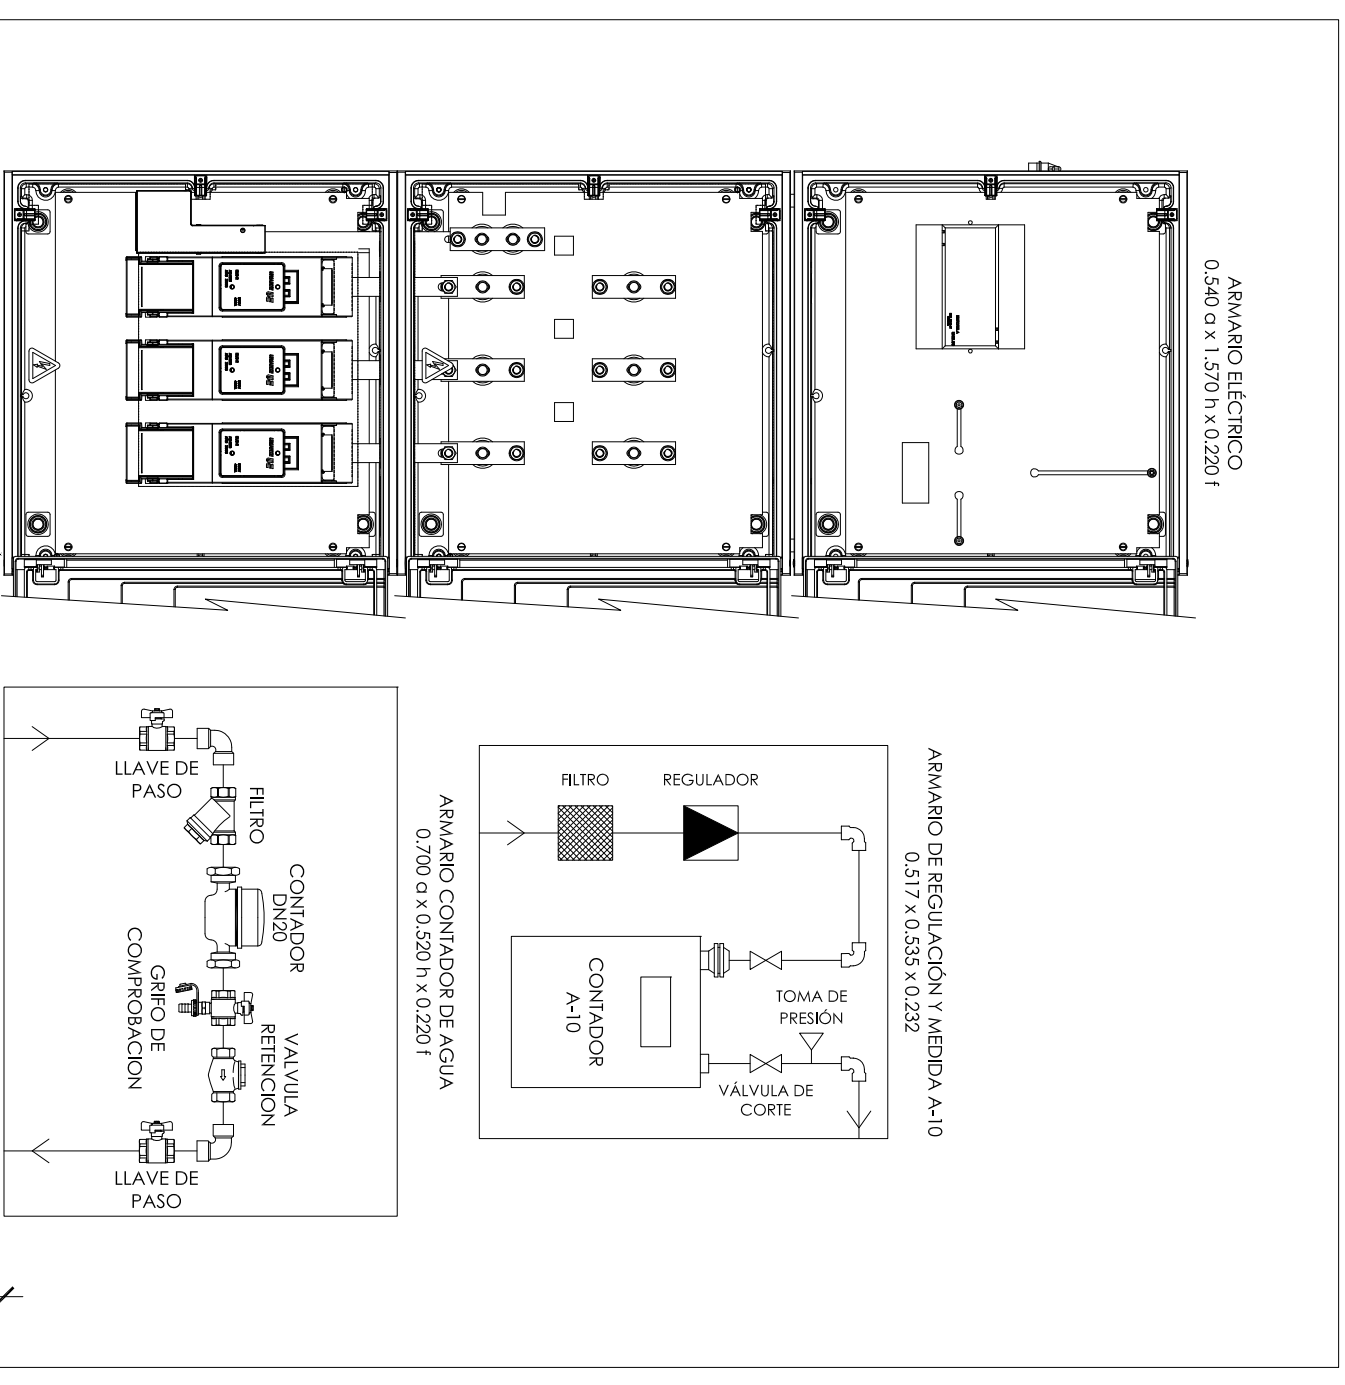 ARMARIO ELÉCTRICO
0.540 a x 1.570 h x 0.220 f
ARMARIO DE REGULACIÓN Y MEDIDA A-10
0.517 x 0.535 x 0.232
FILTRO
REGULADOR
CONTADOR
A-10
TOMA DE
PRESIÓN
VÁLVULA DE
CORTE
ARMARIO CONTADOR DE AGUA
0.700 a x 0.520 h x 0.220 f
LLAVE DE
PASO
FILTRO
CONTADOR
DN20
GRIFO DE
COMPROBACION
VALVULA
RETENCION
LLAVE DE
PASO